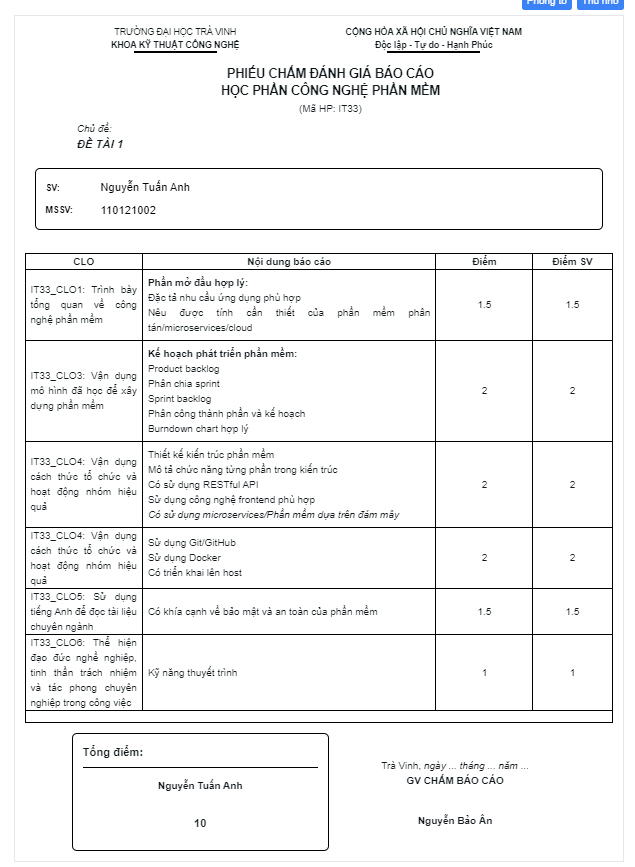 Phóng to
Thu nhỏ
TRƯỜNG ĐẠI HỌC TRÀ VINH
KHOA KỸ THUẬT CÔNG NGHỆ
CỘNG HÒA XÃ HỘI CHỦ NGHĨA VIỆT NAM
Độc lập - Tự do - Hạnh Phúc
PHIẾU CHẤM ĐÁNH GIÁ BÁO CÁO
HỌC PHẦN CÔNG NGHỆ PHẦN MỀM
(Mã HP: IT33)
Chủ đề:
ĐỀ TÀI 1
SV: Nguyễn Tuấn Anh
MSSV: 110121002
CLO
Nội dung báo cáo
Điểm
Điểm SV
IT33_CLO1: Trình bày
tổng quan về công
nghệ phần mềm
Phần mở đầu hợp lý:
Đặc tả nhu cầu ứng dụng phù hợp
Nêu được tính cần thiết của phần mềm phân
tán/microservices/cloud
1.5
1.5
IT33_CLO3: Vận dụng
mô hình đã học để xây
dựng phần mềm
Kế hoạch phát triển phần mềm:
Product backlog
Phân chia sprint
Sprint backlog
Phân công thành phần và kế hoạch
Burndown chart hợp lý
2
2
IT33_CLO4: Vận dụng
cách thức tổ chức và
hoạt động nhóm hiệu
quả
Thiết kế kiến trúc phần mềm
Mô tả chức năng từng phần trong kiến trúc
Có sử dụng RESTful API
Sử dụng công nghệ frontend phù hợp
Có sử dụng microservices/Phần mềm dựa trên đám mây
2
2
IT33_CLO4: Vận dụng
cách thức tổ chức và
hoạt động nhóm hiệu
quả
Sử dụng Git/GitHub
Sử dụng Docker
Có triển khai lên host
2
2
IT33_CLO5: Sử dụng
tiếng Anh để đọc tài liệu
chuyên ngành
Có khía cạnh về bảo mật và an toàn của phần mềm
1.5
1.5
IT33_CLO6: Thể hiện
đạo đức nghề nghiệp,
tinh thần trách nhiệm
và tác phong chuyên
nghiệp trong công việc
Kỹ năng thuyết trình
1
1
Tổng điểm:
Nguyễn Tuấn Anh
10
Trà Vinh, ngày ... tháng ... năm ...
GV CHẤM BÁO CÁO
Nguyễn Bảo Ân